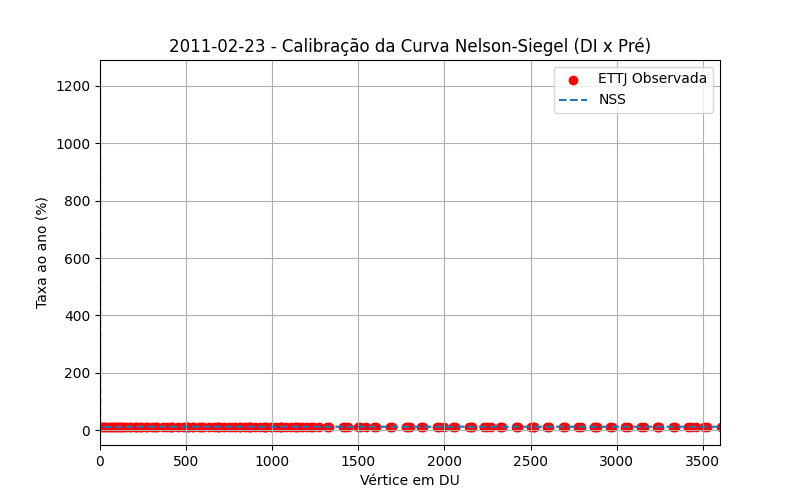 2011-02-23 - Calibração da Curva Nelson-Siegel (DI x Pré)
ETTJ Observada
NSS
Taxa ao ano (%)
1200
1000
800
600
400
200
0
0 500 1000 1500 2000 2500 3000 3500
Vértice em DU